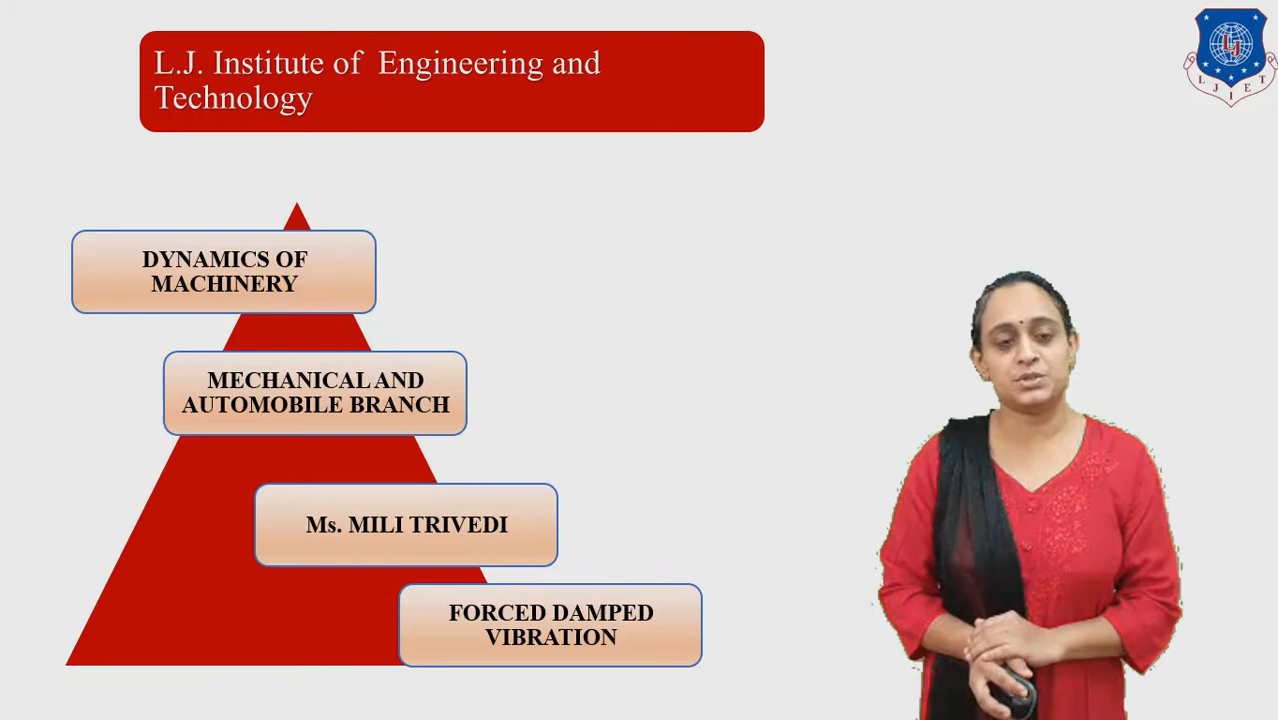 L.J. Institute of Engineering and
Technology
L J I E T
DYNAMICS OF
MACHINERY
MECHANICAL AND
AUTOMOBILE BRANCH
Ms. MILI TRIVEDI
FORCED DAMPED
VIBRATION